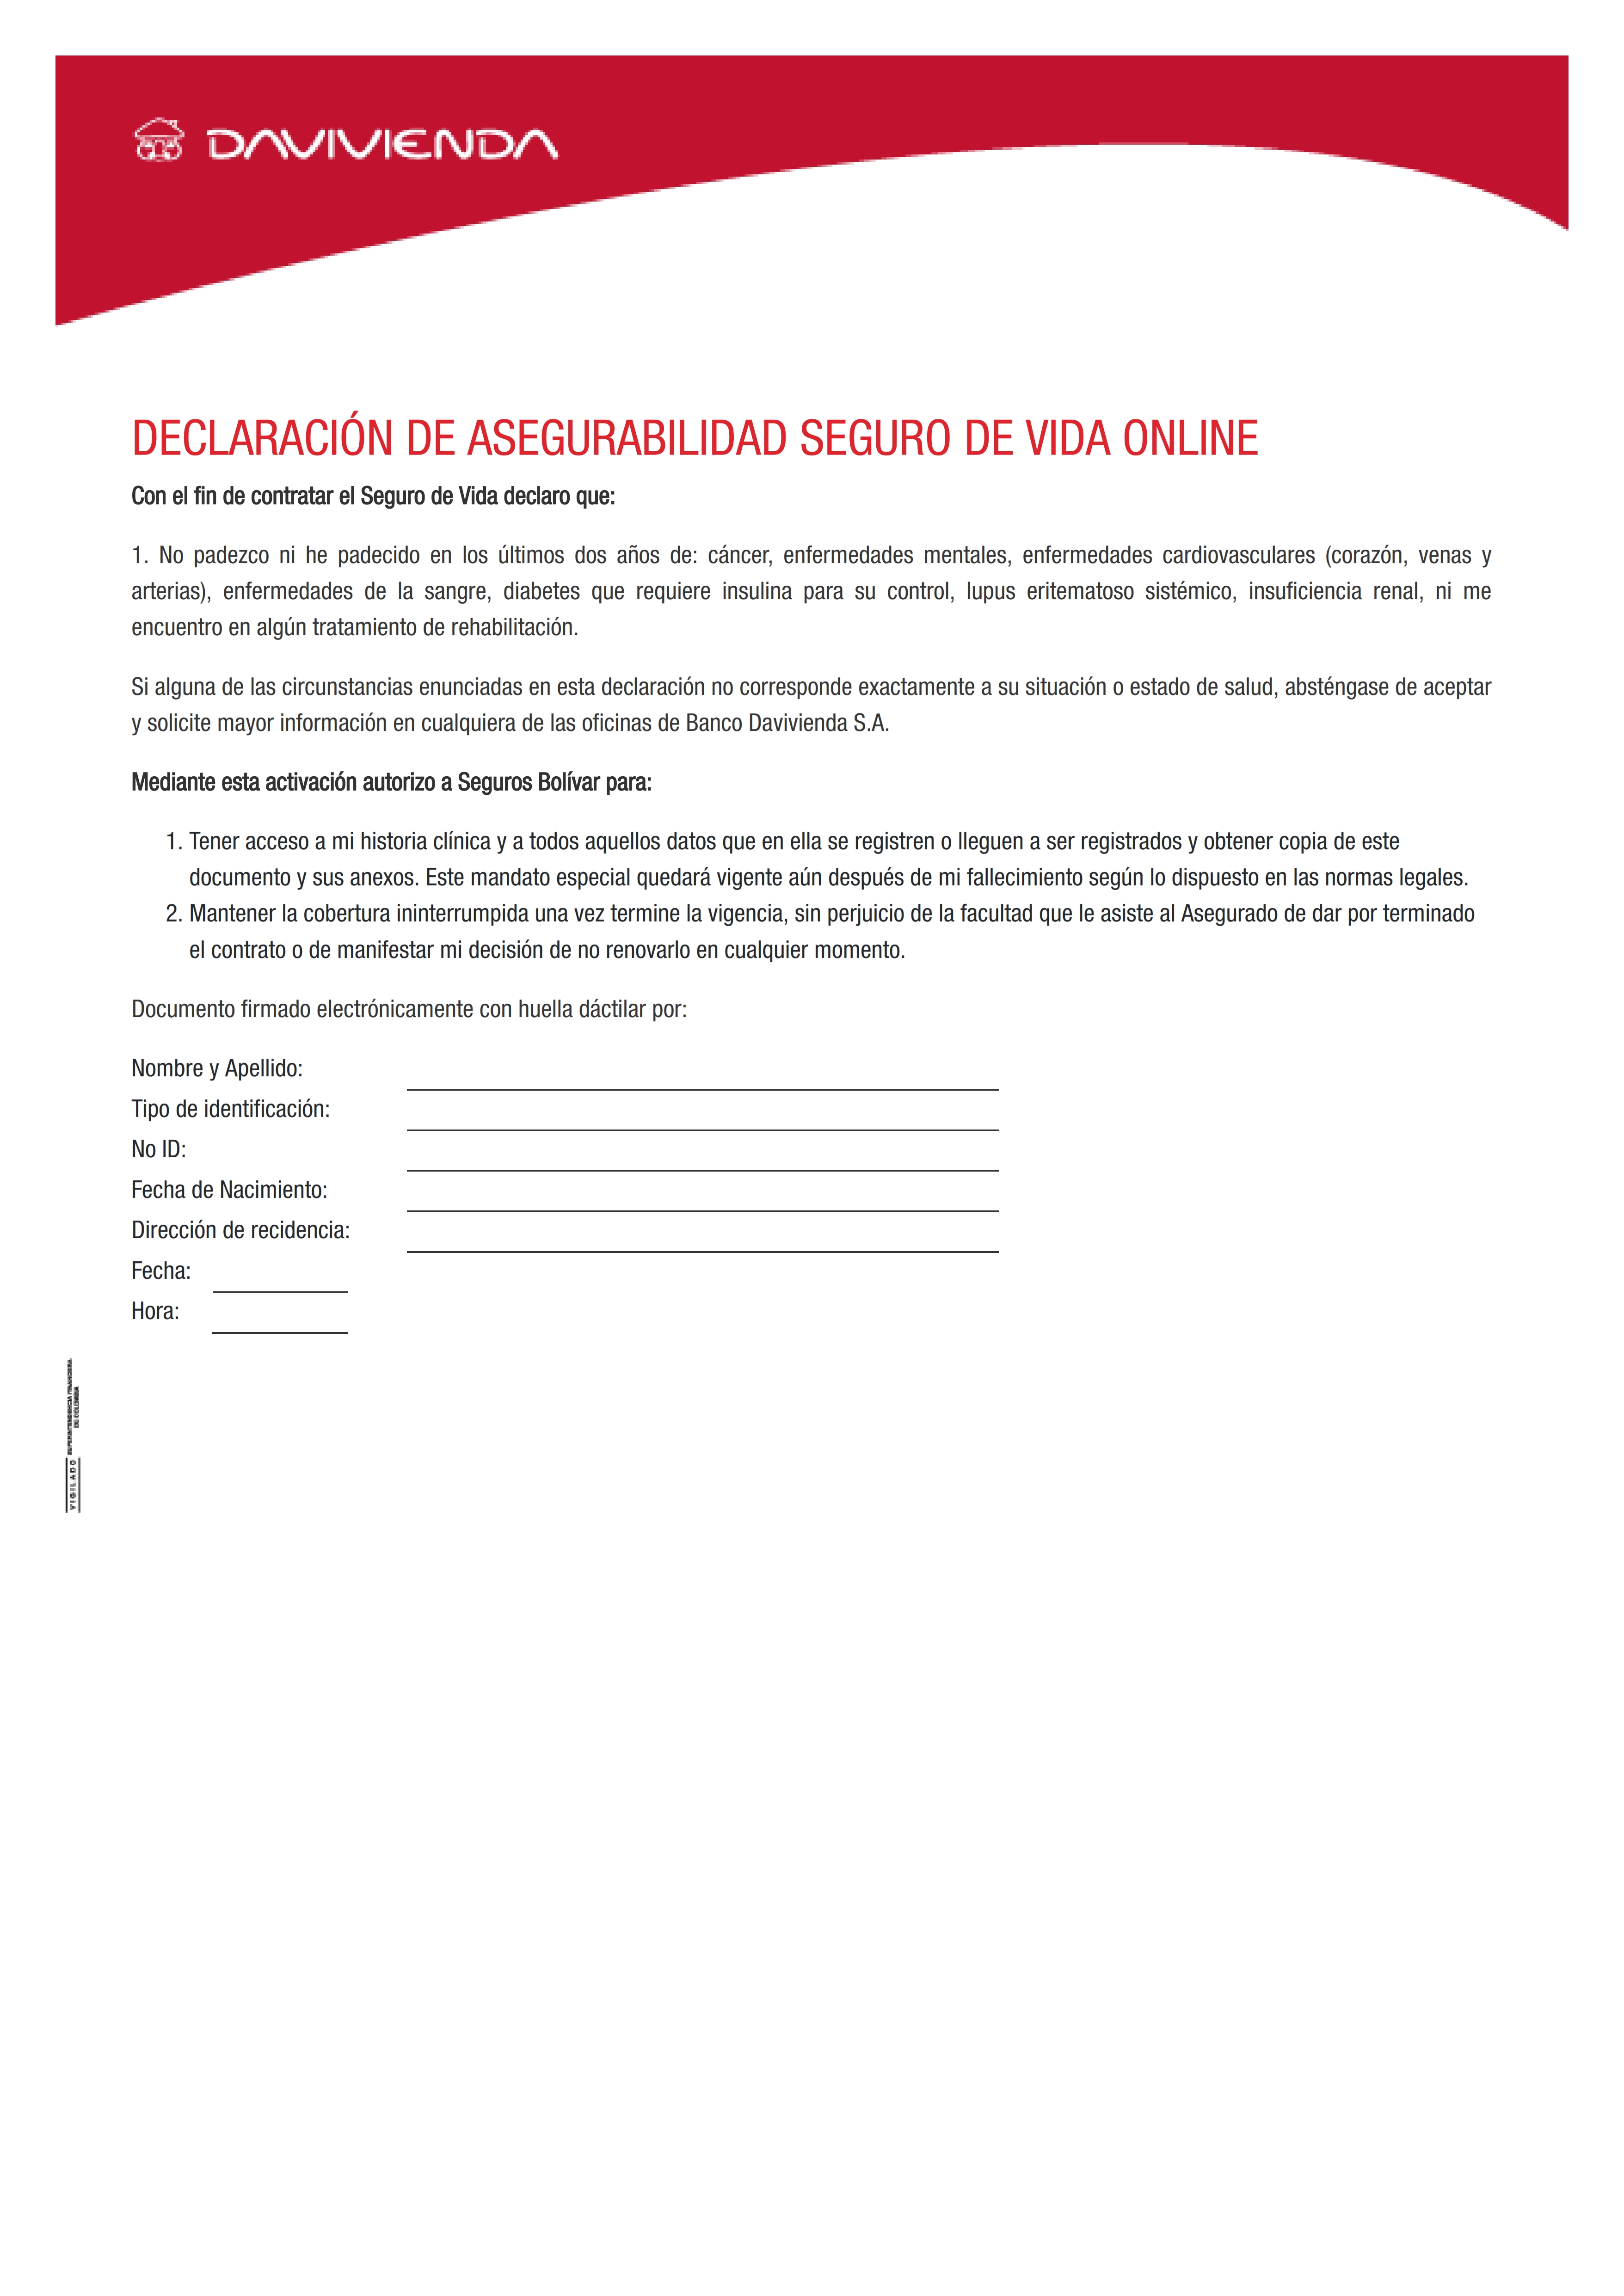 DAVIVIENDA
DECLARACIÓN DE ASEGURABILIDAD SEGURO DE VIDA ONLINE
Con el fin de contratar el Seguro de Vida declaro que:
1. No padezco ni he padecido en los últimos dos años de: cáncer, enfermedades mentales, enfermedades cardiovasculares (corazón, venas y
arterias), enfermedades de la sangre, diabetes que requiere insulina para su control, lupus eritematoso sistémico, insuficiencia renal, ni me
encuentro en algún tratamiento de rehabilitación.
Si alguna de las circunstancias enunciadas en esta declaración no corresponde exactamente a su situación o estado de salud, absténgase de aceptar
y solicite mayor información en cualquiera de las oficinas de Banco Davivienda S.A.
Mediante esta activación autorizo a Seguros Bolívar para:
1. Tener acceso a mi historia clínica y a todos aquellos datos que en ella se registren o lleguen a ser registrados y obtener copia de este
documento y sus anexos. Este mandato especial quedará vigente aún después de mi fallecimiento según lo dispuesto en las normas legales.
2. Mantener la cobertura ininterrumpida una vez termine la vigencia, sin perjuicio de la facultad que le asiste al Asegurado de dar por terminado
el contrato o de manifestar mi decisión de no renovarlo en cualquier momento.
Documento firmado electrónicamente con huella dáctilar por:
Nombre y Apellido:
Tipo de identificación:
No ID:
Fecha de Nacimiento:
Dirección de recidencia:
Fecha:
Hora:
VIGILADO SUPERINTENDENCIA FINANCIERA
DE COLOMBIA